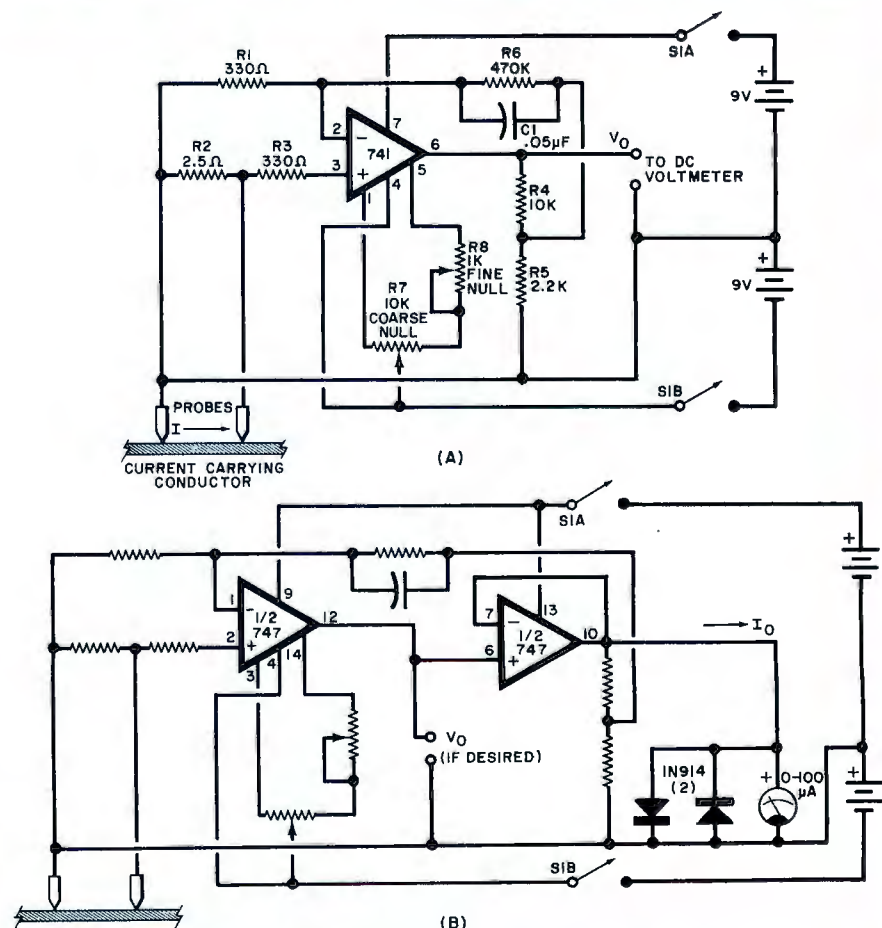 R1
330Ω
R6
470K
S1A
+
9V
2
-
7
741
6
C1
.05µF
Vo
TO DC
VOLTMETER
R2
2.5Ω
R3
330Ω
3
+
1
4
5
R4
10K
R8
1K
FINE
NULL
R5
2.2K
+
9V
R7
10K
COARSE
NULL
S1B
PROBES
I
CURRENT CARRYING
CONDUCTOR
(A)
S1A
+
1
-
9
1/2
747
12
2
+
3
4
14
7
-
13
1/2
747
10
6
+
Io
Vo
(IF DESIRED)
1N914
(2)
+
0-100
µA
+
S1B
(B)